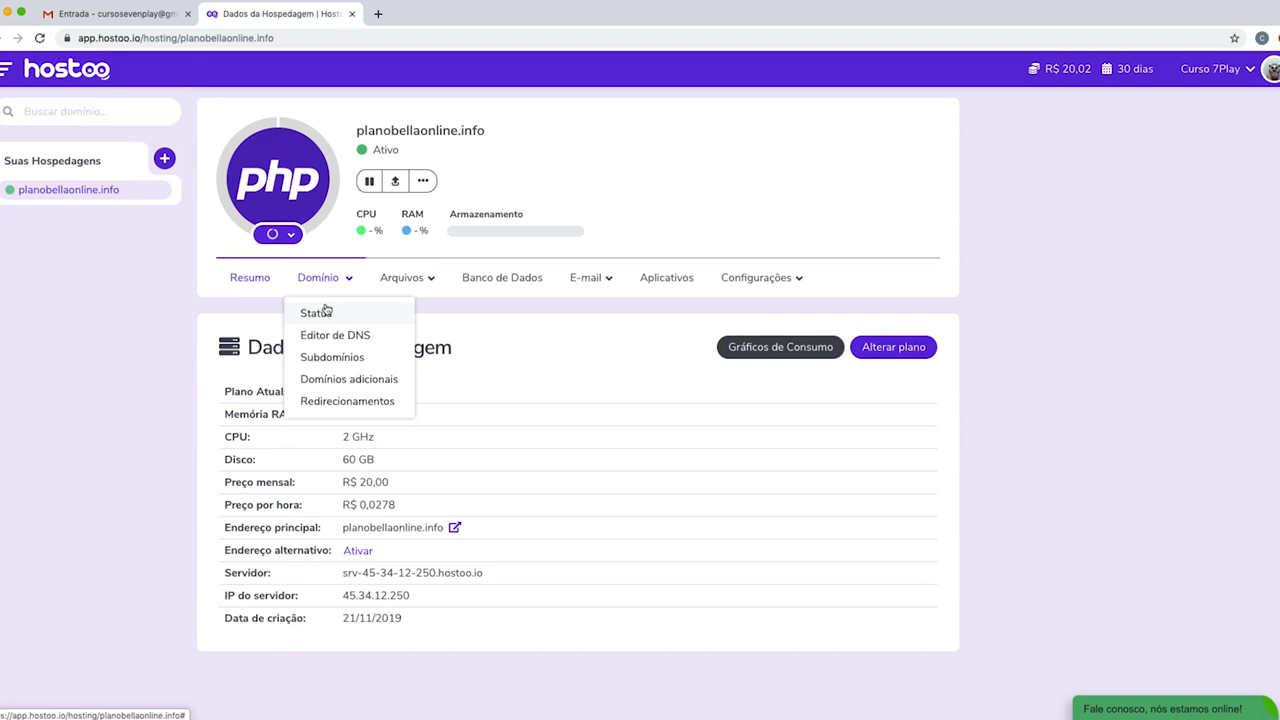 Entrada - cursosevenplay@gm
Dados da Hospedagem | Hosto
app.hostoo.io/hosting/planobellaonline.info
C
hostoo
R$ 20,02
30 dias
Curso 7Play
Buscar domínio...
Suas Hospedagens
planobellaonline.info
php
planobellaonline.info
Ativo
CPU
RAM
Armazenamento
- %
- %
Resumo
Domínio
Arquivos
Banco de Dados
E-mail
Aplicativos
Configurações
Status
Editor de DNS
Subdomínios
Domínios adicionais
Redirecionamentos
Gráficos de Consumo
Alterar plano
Plano Atual
CPU:
2 GHz
Disco:
60 GB
Preço mensal:
R$ 20,00
Preço por hora:
R$ 0,0278
Endereço principal:
planobellaonline.info
Endereço alternativo:
Ativar
Servidor:
srv-45-34-12-250.hostoo.io
IP do servidor:
45.34.12.250
Data de criação:
21/11/2019
s://app.hostoo.io/hosting/planobellaonline.info#
Fale conosco, nós estamos online!